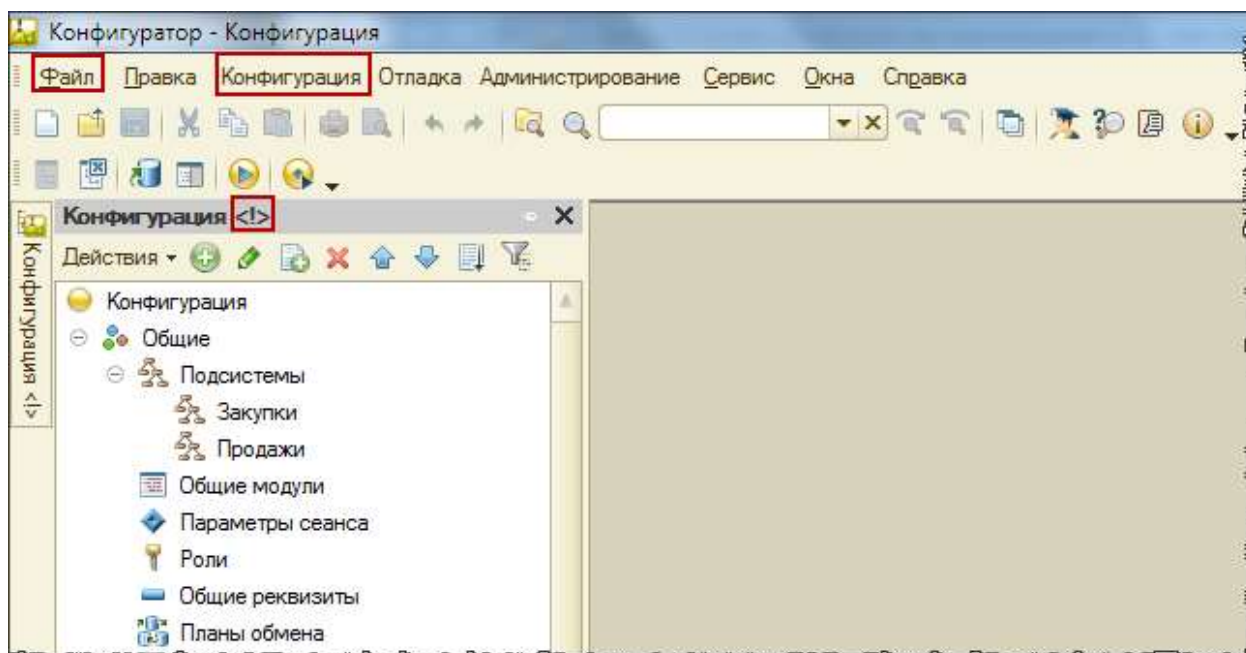 Конфигуратор - Конфигурация
Файл Правка Конфигурация Отладка Администрирование Сервис Окна Справка
Конфигурация <!>
Действия
Конфигурация <!>
Конфигурация
Общие
Подсистемы
Закупки
Продажи
Общие модули
Параметры сеанса
Роли
Общие реквизиты
Планы обмена